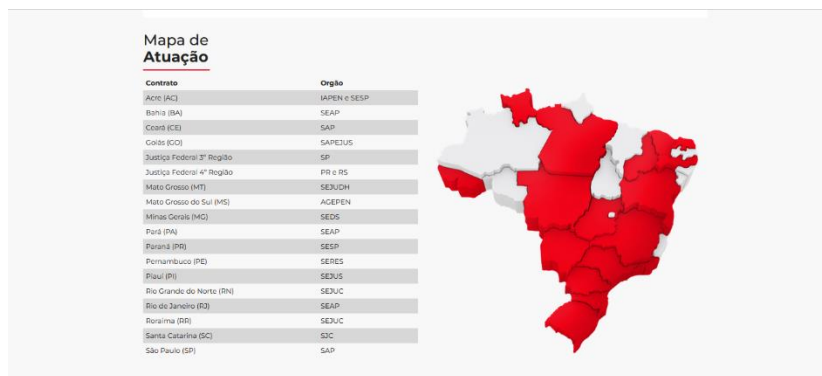 Mapa de
Atuação
Contrato Orgão
Acre (AC) IAPEN e SESP
Bahia (BA) SEAP
Ceará (CE) SAP
Goiás (GO) SAPEJUS
Justiça Federal 3ª Região SP
Justiça Federal 4ª Região PR e RS
Mato Grosso (MT) SEJUDH
Mato Grosso do Sul (MS) AGEPEN
Minas Gerais (MG) SEDS
Pará (PA) SEAP
Paraná (PR) SESP
Pernambuco (PE) SERES
Piauí (PI) SEJUS
Rio Grande do Norte (RN) SEJUC
Rio de Janeiro (RJ) SEAP
Roraima (RR) SEJUC
Santa Catarina (SC) SJC
São Paulo (SP) SAP